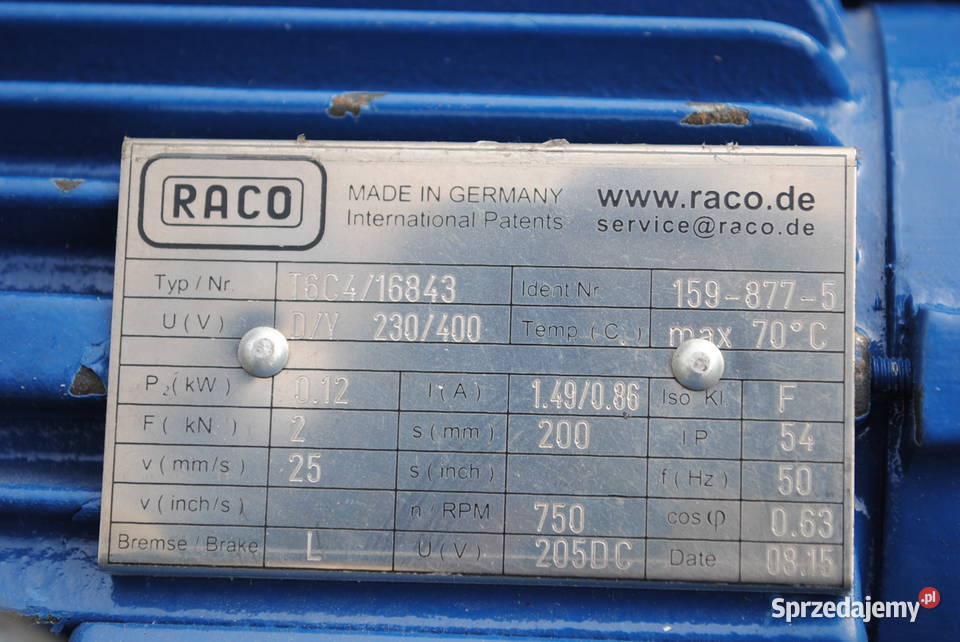 RACO
MADE IN GERMANY
International Patents
www.raco.de
service@raco.de
Typ / Nr. T6C4/16843 Ident Nr. 159-877-5
U ( V ) D/Y 230/400 Temp. ( C. ) max 70°C
P₂ ( kW ) 0.12 I ( A ) 1.49/0.86 Iso Kl. F
F ( kN ) 2 s ( mm ) 200 I P 54
v ( mm/s ) 25 s ( inch ) f ( Hz ) 50
v ( inch/s ) n / RPM 750 cos φ 0.63
Bremse / Brake L U ( V ) 205DC Date 08.15
Sprzedajemy.pl